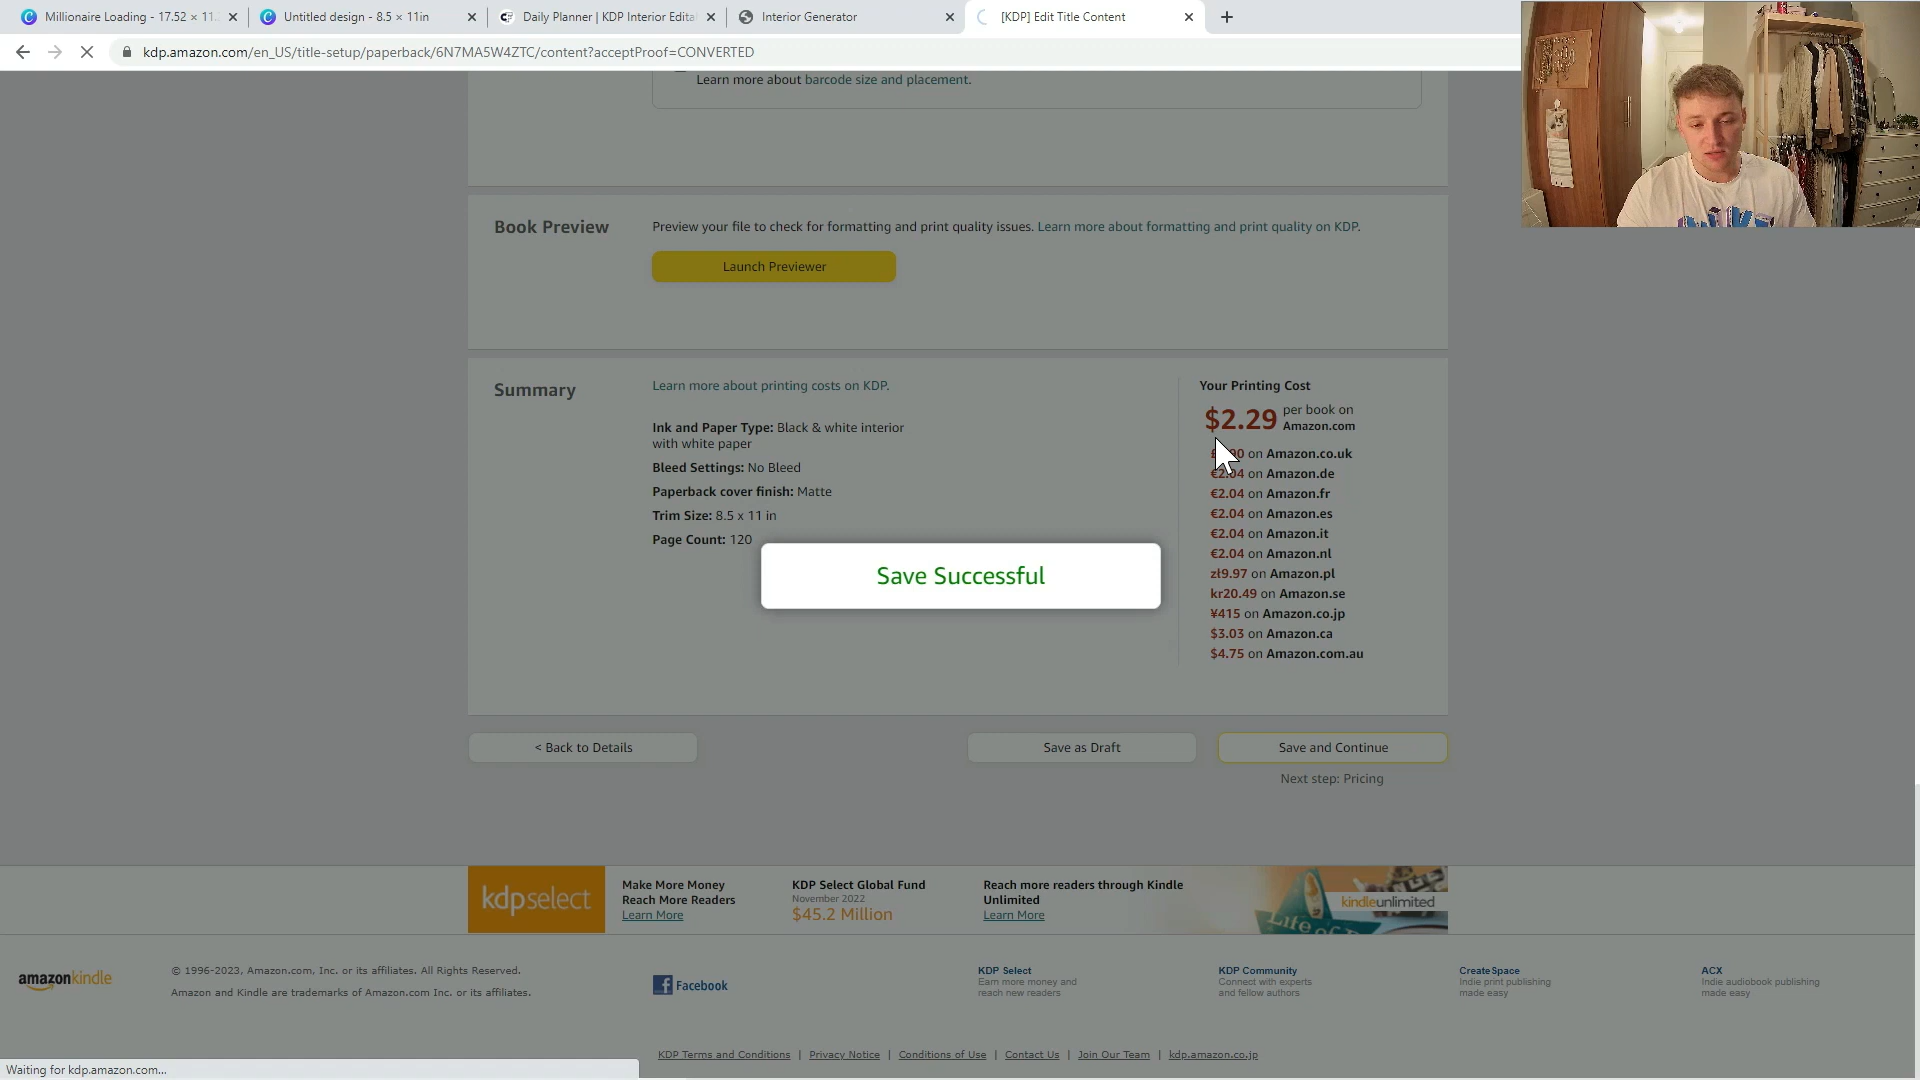 Millionaire Loading - 17.52 × 11.
Untitled design - 8.5 × 11in
Daily Planner | KDP Interior Edita
Interior Generator
[KDP] Edit Title Content
kdp.amazon.com/en_US/title-setup/paperback/6N7MA5W4ZTC/content?acceptProof=CONVERTED
Learn more about barcode size and placement.
Book Preview
Preview your file to check for formatting and print quality issues. Learn more about formatting and print quality on KDP.
Launch Previewer
Summary
Learn more about printing costs on KDP.
Ink and Paper Type: Black & white interior
with white paper
Bleed Settings: No Bleed
Paperback cover finish: Matte
Trim Size: 8.5 x 11 in
Page Count: 120
Your Printing Cost
$2.29 per book on
Amazon.com
on Amazon.co.uk
€2.04 on Amazon.de
€2.04 on Amazon.fr
€2.04 on Amazon.es
€2.04 on Amazon.it
€2.04 on Amazon.nl
zł9.97 on Amazon.pl
kr20.49 on Amazon.se
¥415 on Amazon.co.jp
$3.03 on Amazon.ca
$4.75 on Amazon.com.au
Save Successful
< Back to Details
Save as Draft
Save and Continue
Next step: Pricing
kdpselect
Make More Money
Reach More Readers
Learn More
KDP Select Global Fund
November 2022
$45.2 Million
Reach more readers through Kindle
Unlimited
Learn More
Life of
kindleunlimited
amazonkindle
© 1996-2023, Amazon.com, Inc. or its affiliates. All Rights Reserved.
Amazon and Kindle are trademarks of Amazon.com Inc. or its affiliates.
Facebook
KDP Select
Earn more money and
reach new readers
KDP Community
Connect with experts
and fellow authors
CreateSpace
Indie print publishing
made easy
ACX
Indie audiobook publishing
made easy
KDP Terms and Conditions | Privacy Notice | Conditions of Use | Contact Us | Join Our Team | kdp.amazon.co.jp
Waiting for kdp.amazon.com...